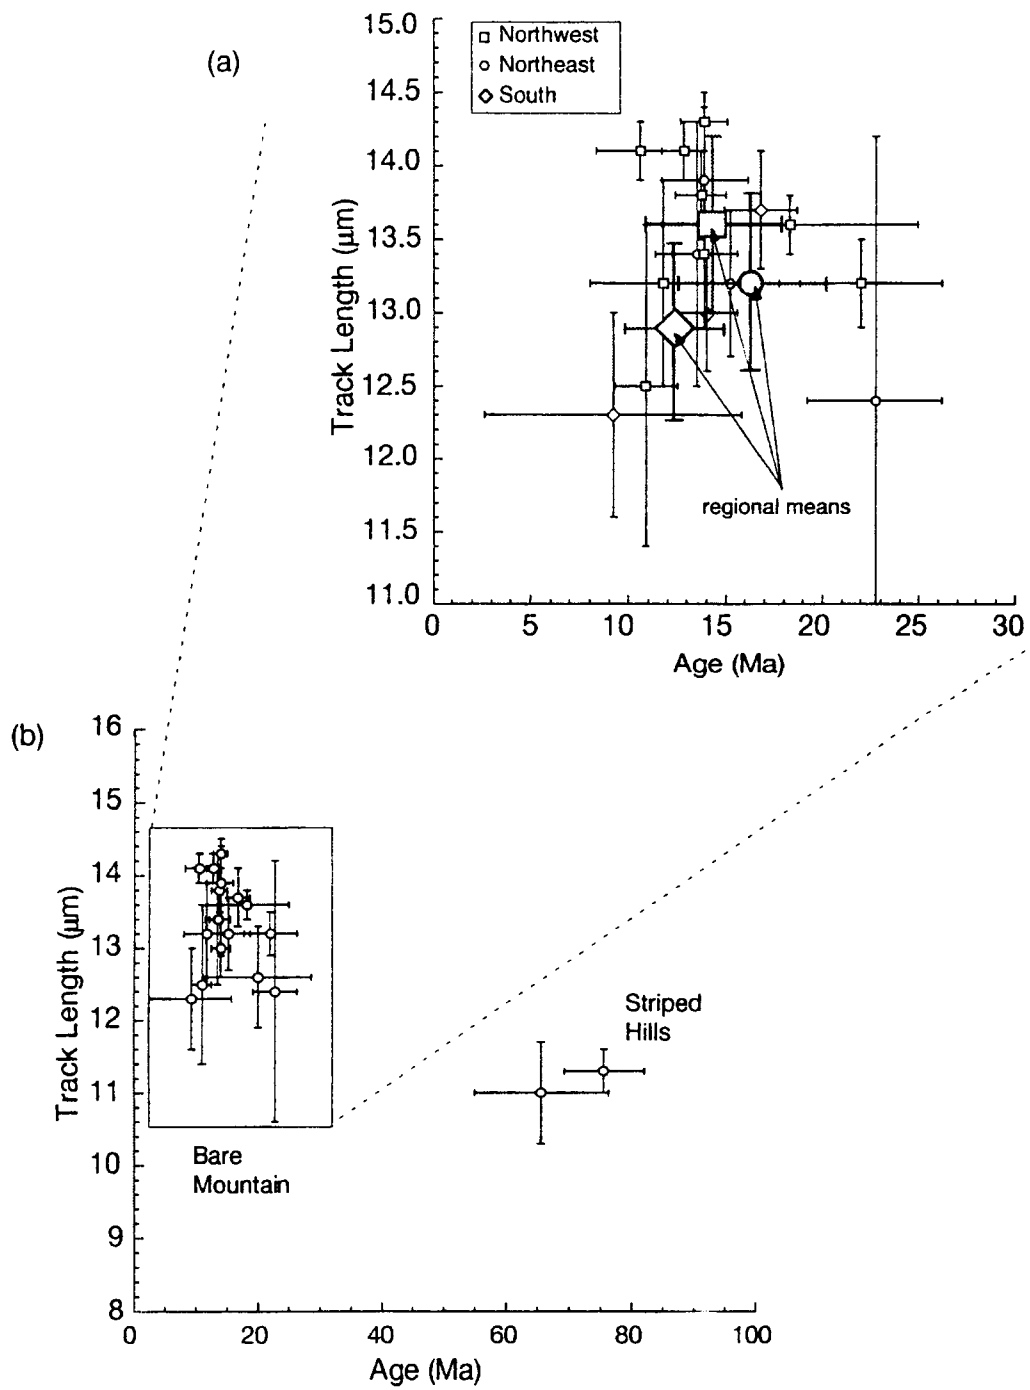 (a)
15.0
14.5
14.0
13.5
13.0
12.5
12.0
11.5
11.0
Track Length (μm)
Northwest
Northeast
South
regional means
0 5 10 15 20 25 30
Age (Ma)
(b)
16
15
14
13
12
11
10
9
8
Track Length (μm)
Striped
Hills
Bare
Mountain
0 20 40 60 80 100
Age (Ma)